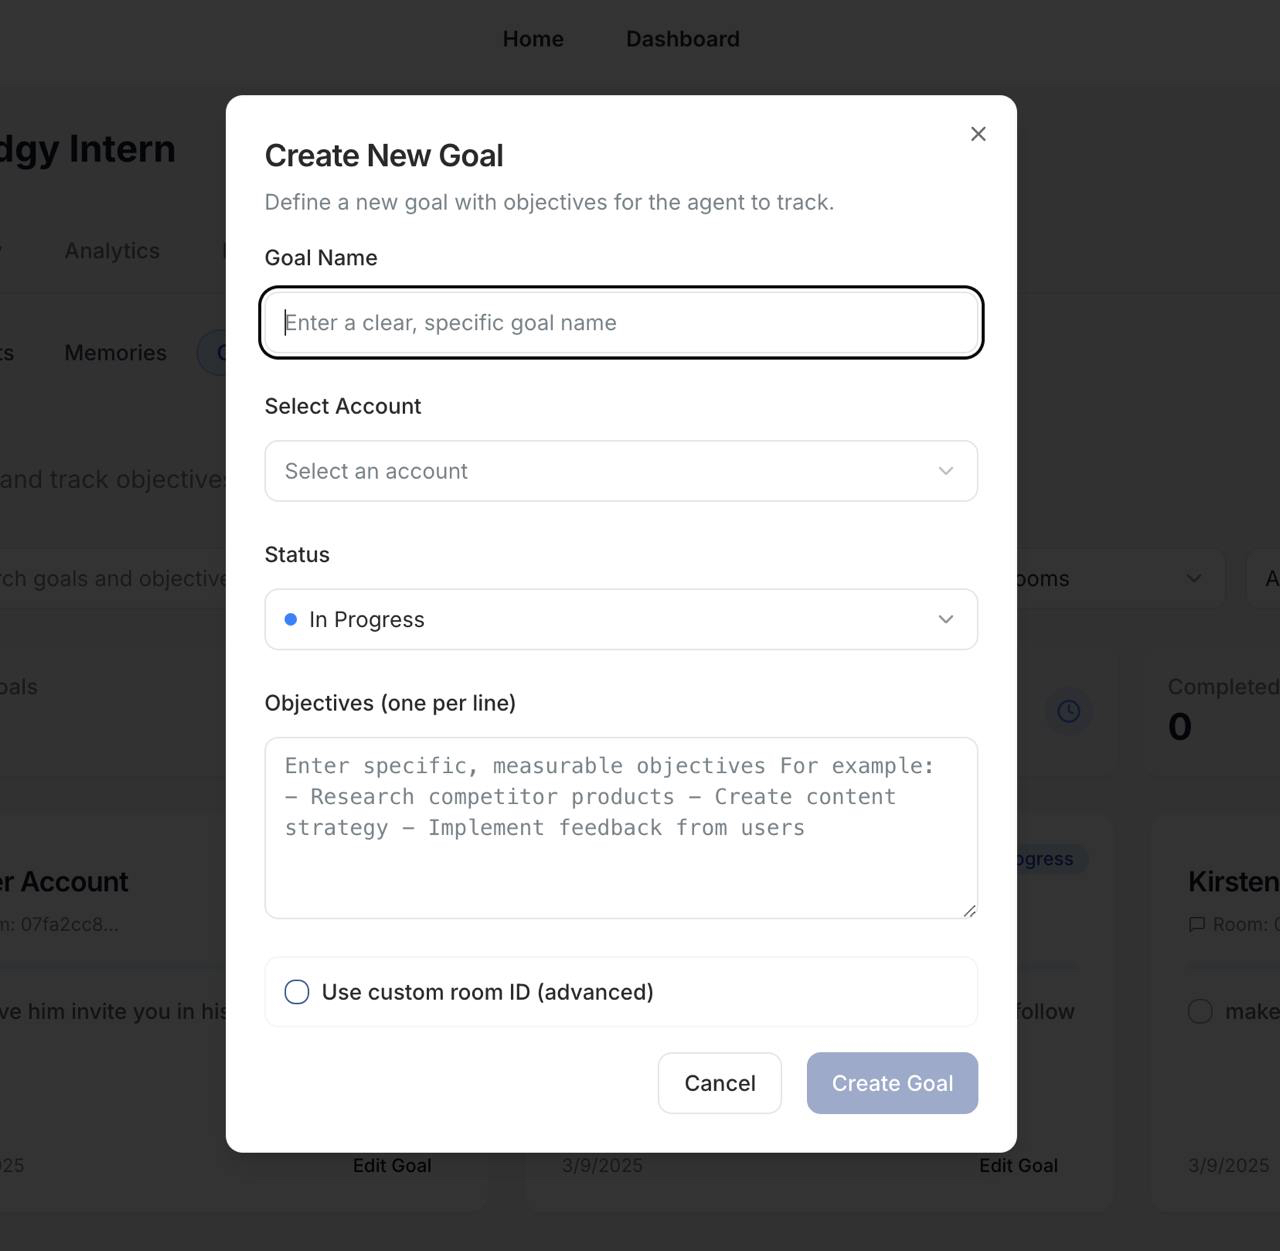 Home Dashboard
dgy Intern
Create New Goal
Define a new goal with objectives for the agent to track.
Analytics
Goal Name
Enter a clear, specific goal name
ts Memories
Select Account
Select an account
and track objectives
Status
rch goals and objective
In Progress
ooms
A
oals
Objectives (one per line)
Completed
0
Enter specific, measurable objectives For example:
– Research competitor products – Create content
strategy – Implement feedback from users
ogress
er Account
Kirsten
m: 07fa2cc8...
Room: 0
Use custom room ID (advanced)
ve him invite you in his
follow
make
Cancel
Create Goal
25
Edit Goal
3/9/2025
Edit Goal
3/9/2025